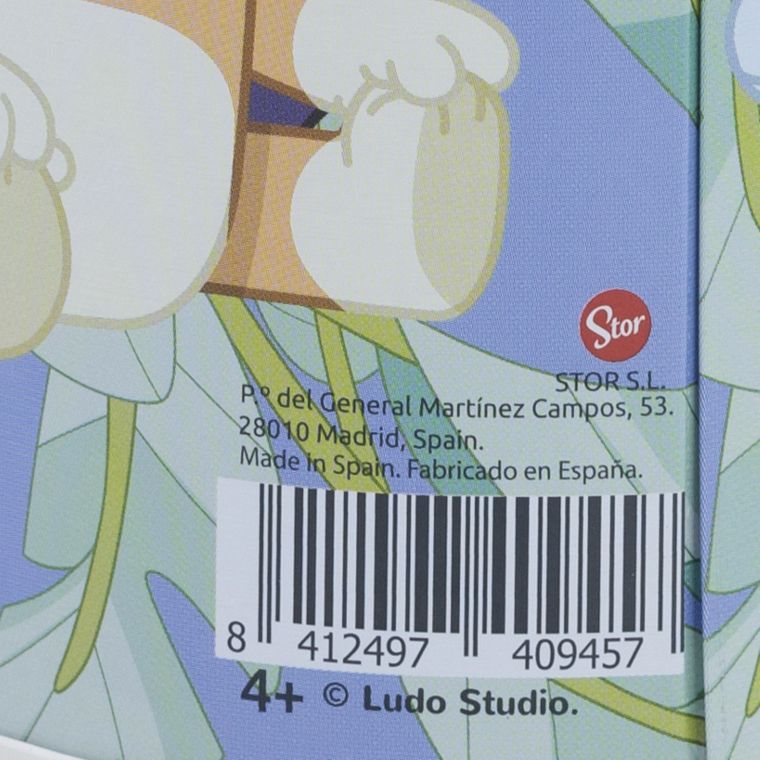 Stor
STOR S.L.
P.º del General Martínez Campos, 53.
28010 Madrid, Spain.
Made in Spain. Fabricado en España.
8 412497 409457
4+ © Ludo Studio.